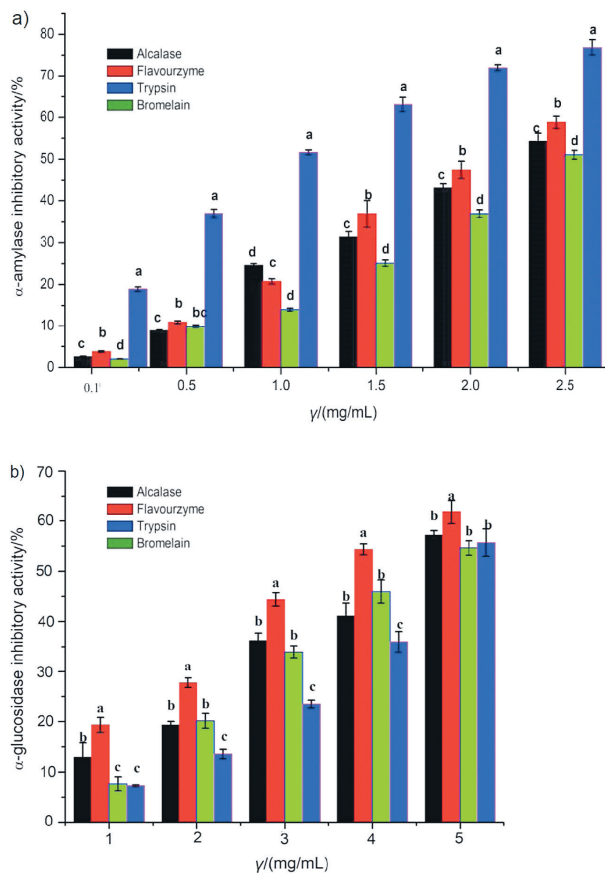 a)
α-amylase inhibitory activity/%
80
70
60
50
40
30
20
10
0
Alcalase
Flavourzyme
Trypsin
Bromelain
c b d a
c b bc a
d c d a
c b d a
c b d a
c b d a
0.1 0.5 1.0 1.5 2.0 2.5
γ/(mg/mL)
b)
α-glucosidase inhibitory activity/%
70
60
50
40
30
20
10
0
Alcalase
Flavourzyme
Trypsin
Bromelain
b a c c
b a b c
b a b c
b a b c
b a b b
1 2 3 4 5
γ/(mg/mL)